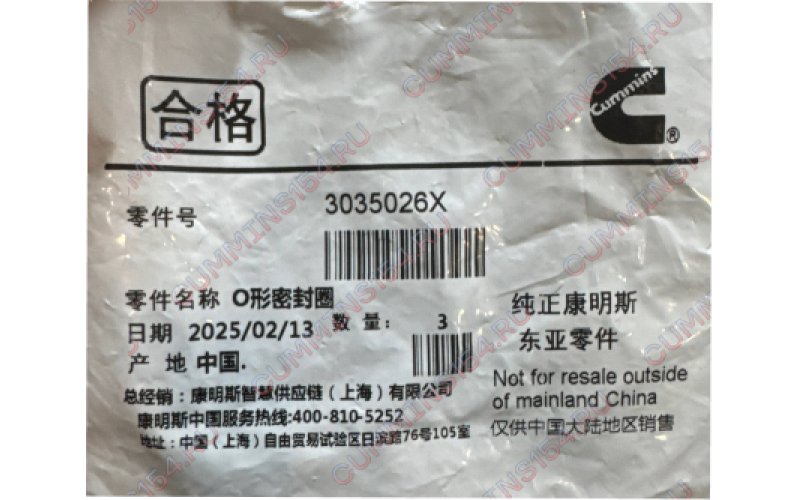 合格
Cummins
®
零件号
3035026X
零件名称 O形密封圈
日期 2025/02/13 数量: 3
产 地 中国.
纯正康明斯
东亚零件
总经销:康明斯智慧供应链(上海)有限公司
康明斯中国服务热线:400-810-5252
地址:中国(上海)自由贸易试验区日滨路76号105室
Not for resale outside
of mainland China
仅供中国大陆地区销售
CUMMINS154.RU